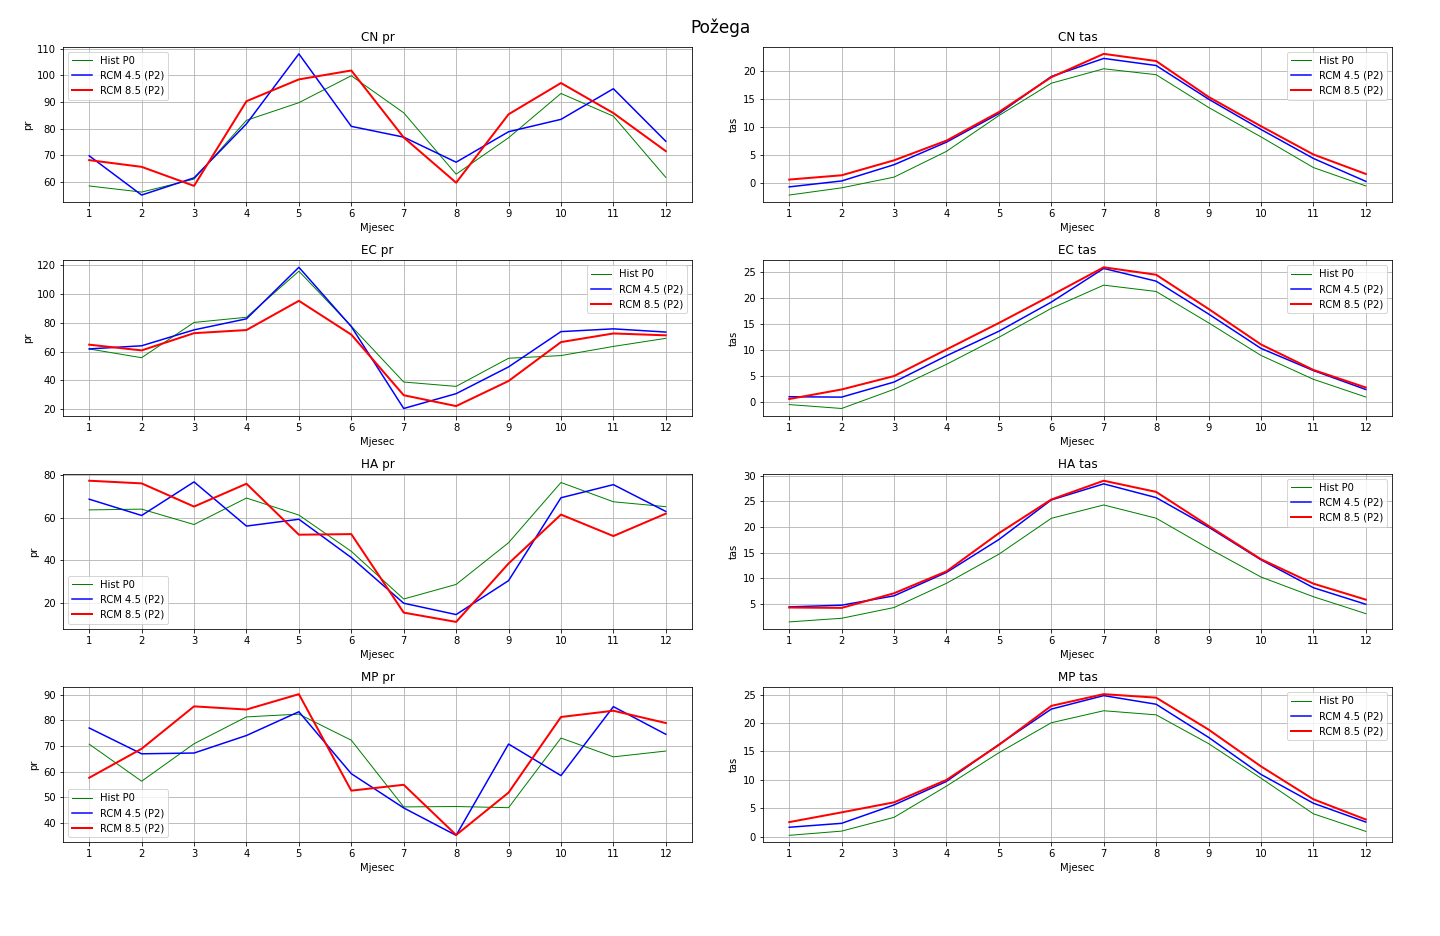 Požega
CN pr
110
100
90
80
70
60
pr
Hist P0
RCM 4.5 (P2)
RCM 8.5 (P2)
1 2 3 4 5 6 7 8 9 10 11 12
Mjesec
CN tas
20
15
10
5
0
tas
Hist P0
RCM 4.5 (P2)
RCM 8.5 (P2)
1 2 3 4 5 6 7 8 9 10 11 12
Mjesec
EC pr
120
100
80
60
40
20
pr
Hist P0
RCM 4.5 (P2)
RCM 8.5 (P2)
1 2 3 4 5 6 7 8 9 10 11 12
Mjesec
EC tas
25
20
15
10
5
0
tas
Hist P0
RCM 4.5 (P2)
RCM 8.5 (P2)
1 2 3 4 5 6 7 8 9 10 11 12
Mjesec
HA pr
80
60
40
20
pr
Hist P0
RCM 4.5 (P2)
RCM 8.5 (P2)
1 2 3 4 5 6 7 8 9 10 11 12
Mjesec
HA tas
30
25
20
15
10
5
tas
Hist P0
RCM 4.5 (P2)
RCM 8.5 (P2)
1 2 3 4 5 6 7 8 9 10 11 12
Mjesec
MP pr
90
80
70
60
50
40
pr
Hist P0
RCM 4.5 (P2)
RCM 8.5 (P2)
1 2 3 4 5 6 7 8 9 10 11 12
Mjesec
MP tas
25
20
15
10
5
0
tas
Hist P0
RCM 4.5 (P2)
RCM 8.5 (P2)
1 2 3 4 5 6 7 8 9 10 11 12
Mjesec